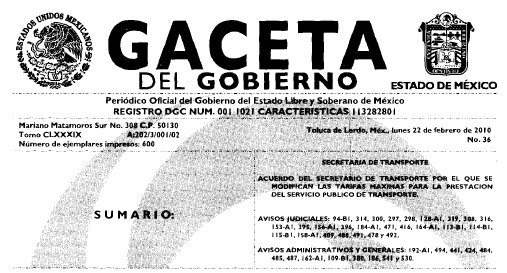 ESTADOS UNIDOS MEXICANOS
GACETA
DEL GOBIERNO
ESTADO DE MÉXICO
Periódico Oficial del Gobierno del Estado Libre y Soberano de México
REGISTRO DGC NUM. 001 1021 CARACTERISTICAS 113282801
Mariano Matamoros Sur No. 308 C.P. 50130
Tomo CLXXXIX A:202/3/001/02
Número de ejemplares impresos: 600
Toluca de Lerdo, Méx., lunes 22 de febrero de 2010
No. 36
SUMARIO:
SECRETARIA DE TRANSPORTE
ACUERDO DEL SECRETARIO DE TRANSPORTE POR EL QUE SE
MODIFICAN LAS TARIFAS MAXIMAS PARA LA PRESTACION
DEL SERVICIO PUBLICO DE TRANSPORTE.
AVISOS JUDICIALES: 94-B1, 314, 300, 297, 298, 128-A1, 319, 308, 316,
153-A1, 395, 156-A1, 396, 184-A1, 471, 416, 164-A1, 113-B1, 114-B1,
115-B1, 158-A1, 489, 488, 491, 478 y 492.
AVISOS ADMINISTRATIVOS Y GENERALES: 192-A1, 494, 441, 424, 484,
485, 487, 163-A1, 109-B1, 380, 186, 541 y 530.